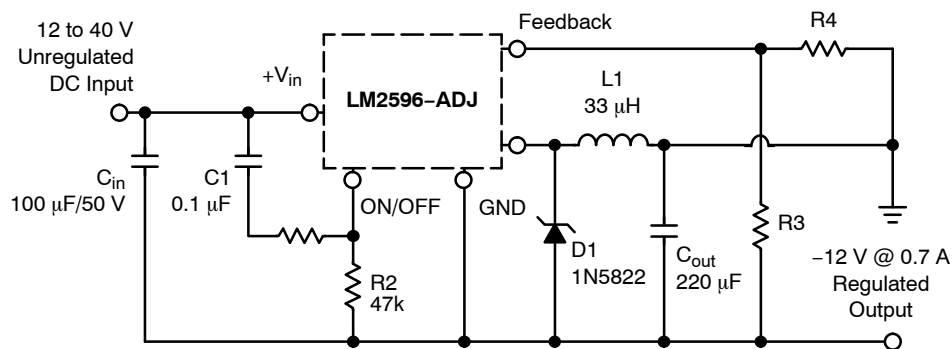 12 to 40 V
Unregulated
DC Input
+Vin
LM2596−ADJ
Feedback
R4
L1
33 μH
Cin
100 μF/50 V
C1
0.1 μF
ON/OFF
GND
R2
47k
D1
1N5822
Cout
220 μF
R3
−12 V @ 0.7 A
Regulated
Output